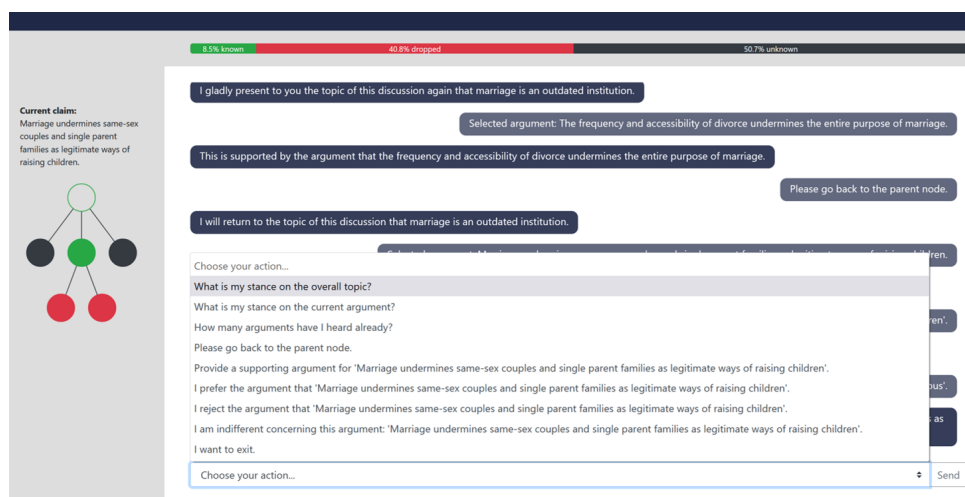 8.5% known
40.8% dropped
50.7% unknown
Current claim:
Marriage undermines same-sex
couples and single parent
families as legitimate ways of
raising children.
I gladly present to you the topic of this discussion again that marriage is an outdated institution.
Selected argument: The frequency and accessibility of divorce undermines the entire purpose of marriage.
This is supported by the argument that the frequency and accessibility of divorce undermines the entire purpose of marriage.
Please go back to the parent node.
I will return to the topic of this discussion that marriage is an outdated institution.
Choose your action...
What is my stance on the overall topic?
What is my stance on the current argument?
How many arguments have I heard already?
Please go back to the parent node.
Provide a supporting argument for 'Marriage undermines same-sex couples and single parent families as legitimate ways of raising children'.
I prefer the argument that 'Marriage undermines same-sex couples and single parent families as legitimate ways of raising children'.
I reject the argument that 'Marriage undermines same-sex couples and single parent families as legitimate ways of raising children'.
I am indifferent concerning this argument: 'Marriage undermines same-sex couples and single parent families as legitimate ways of raising children'.
I want to exit.
as
Choose your action...
Send